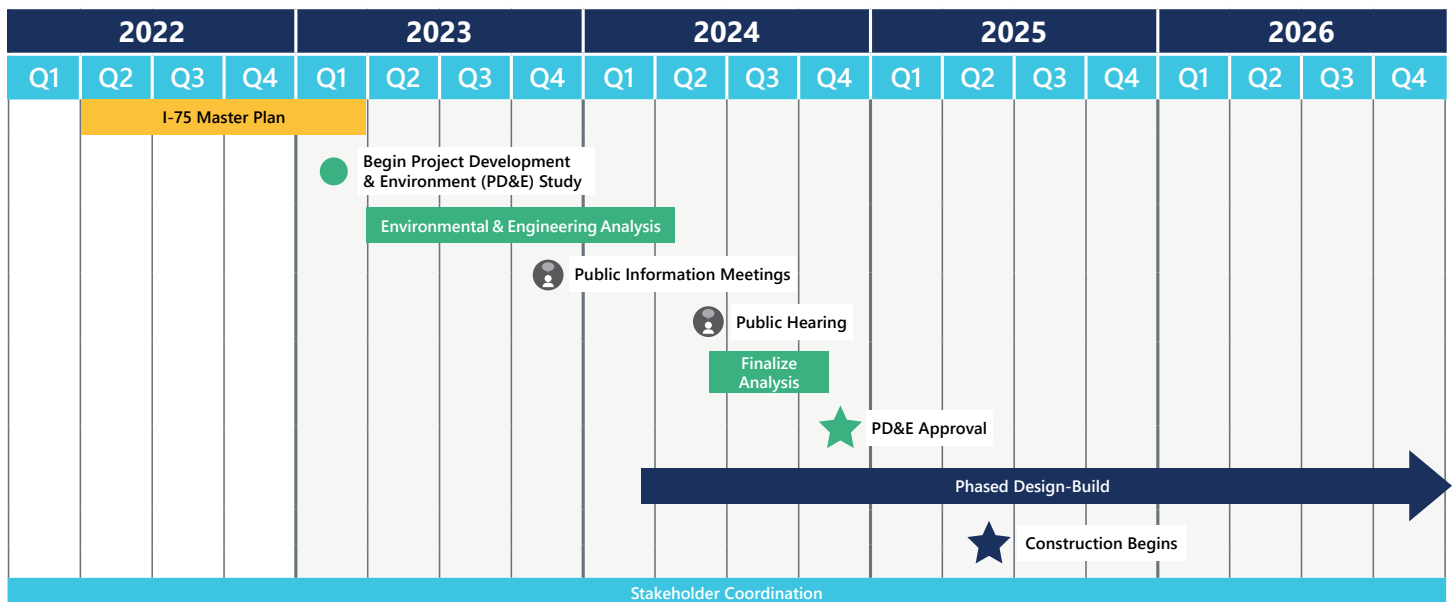 2022 2023 2024 2025 2026
Q1 Q2 Q3 Q4 Q1 Q2 Q3 Q4 Q1 Q2 Q3 Q4 Q1 Q2 Q3 Q4 Q1 Q2 Q3 Q4
I-75 Master Plan
Begin Project Development
& Environment (PD&E) Study
Environmental & Engineering Analysis
Public Information Meetings
Public Hearing
Finalize
Analysis
PD&E Approval
Phased Design-Build
Construction Begins
Stakeholder Coordination